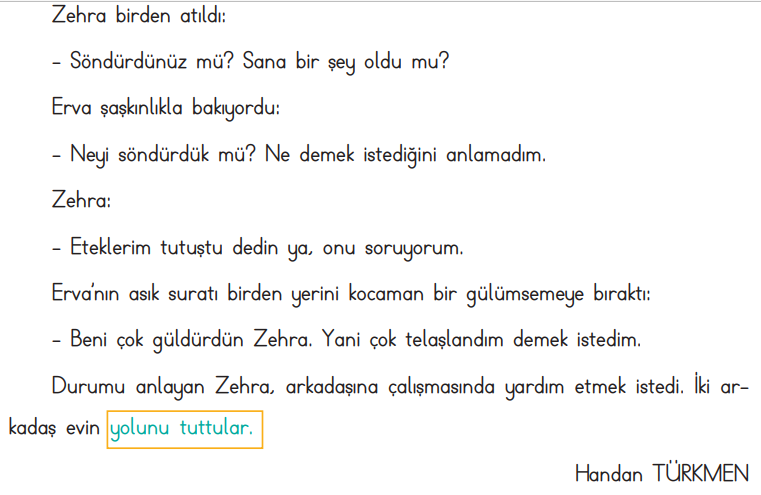 Zehra birden atıldı:
- Söndürdünüz mü? Sana bir şey oldu mu?
Erva şaşkınlıkla bakıyordu:
- Neyi söndürdük mü? Ne demek istediğini anlamadım.
Zehra:
- Eteklerim tutuştu dedin ya, onu soruyorum.
Erva'nın asık suratı birden yerini kocaman bir gülümsemeye bıraktı:
- Beni çok güldürdün Zehra. Yani çok telaşlandım demek istedim.
Durumu anlayan Zehra, arkadaşına çalışmasında yardım etmek istedi. İki ar-
kadaş evin yolunu tuttular.
Handan TÜRKMEN